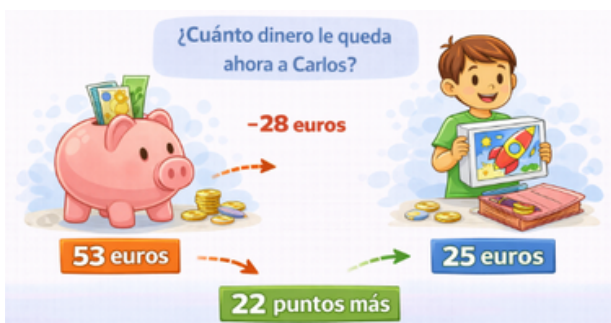 ¿Cuánto dinero le queda
ahora a Carlos?
-28 euros
53 euros
25 euros
22 puntos más